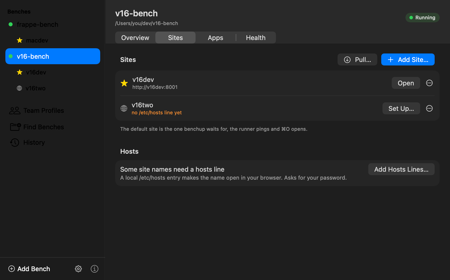 Benches
frappe-bench
frappedev
v16-bench
v16dev
v16two
Team Profiles
Find Benches
History
Add Bench
v16-bench
/Users/you/dev/v16-bench
Running
Overview
Sites
Apps
Health
Sites
Pull...
Add Site...
v16dev
http://v16dev:8001
Open
v16two
no /etc/hosts line yet
Set Up...
The default site is the one benchup waits for, the runner pings and ⌘O opens.
Hosts
Some site names need a hosts line
A local /etc/hosts entry makes the name open in your browser. Asks for your password.
Add Hosts Lines...